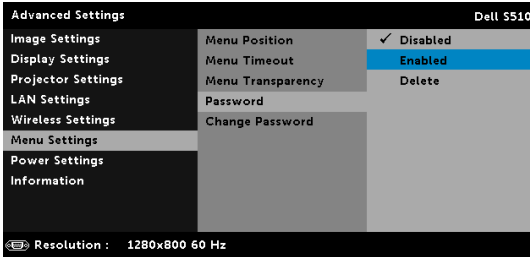 Advanced Settings Dell S510
Image Settings
Display Settings
Projector Settings
LAN Settings
Wireless Settings
Menu Settings
Power Settings
Information
Menu Position
Menu Timeout
Menu Transparency
Password
Change Password
✓ Disabled
Enabled
Delete
Resolution : 1280x800 60 Hz